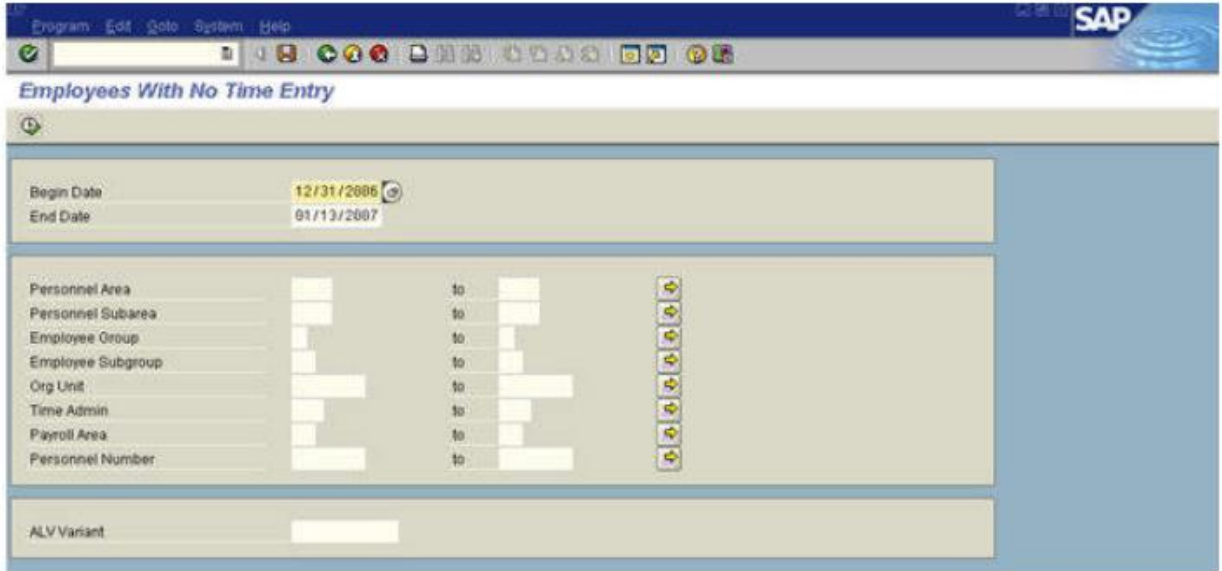 Program Edit Goto System Help
SAP
Employees With No Time Entry
Begin Date 12/31/2006
End Date 01/13/2007
Personnel Area to
Personnel Subarea to
Employee Group to
Employee Subgroup to
Org Unit to
Time Admin to
Payroll Area to
Personnel Number to
ALV Variant